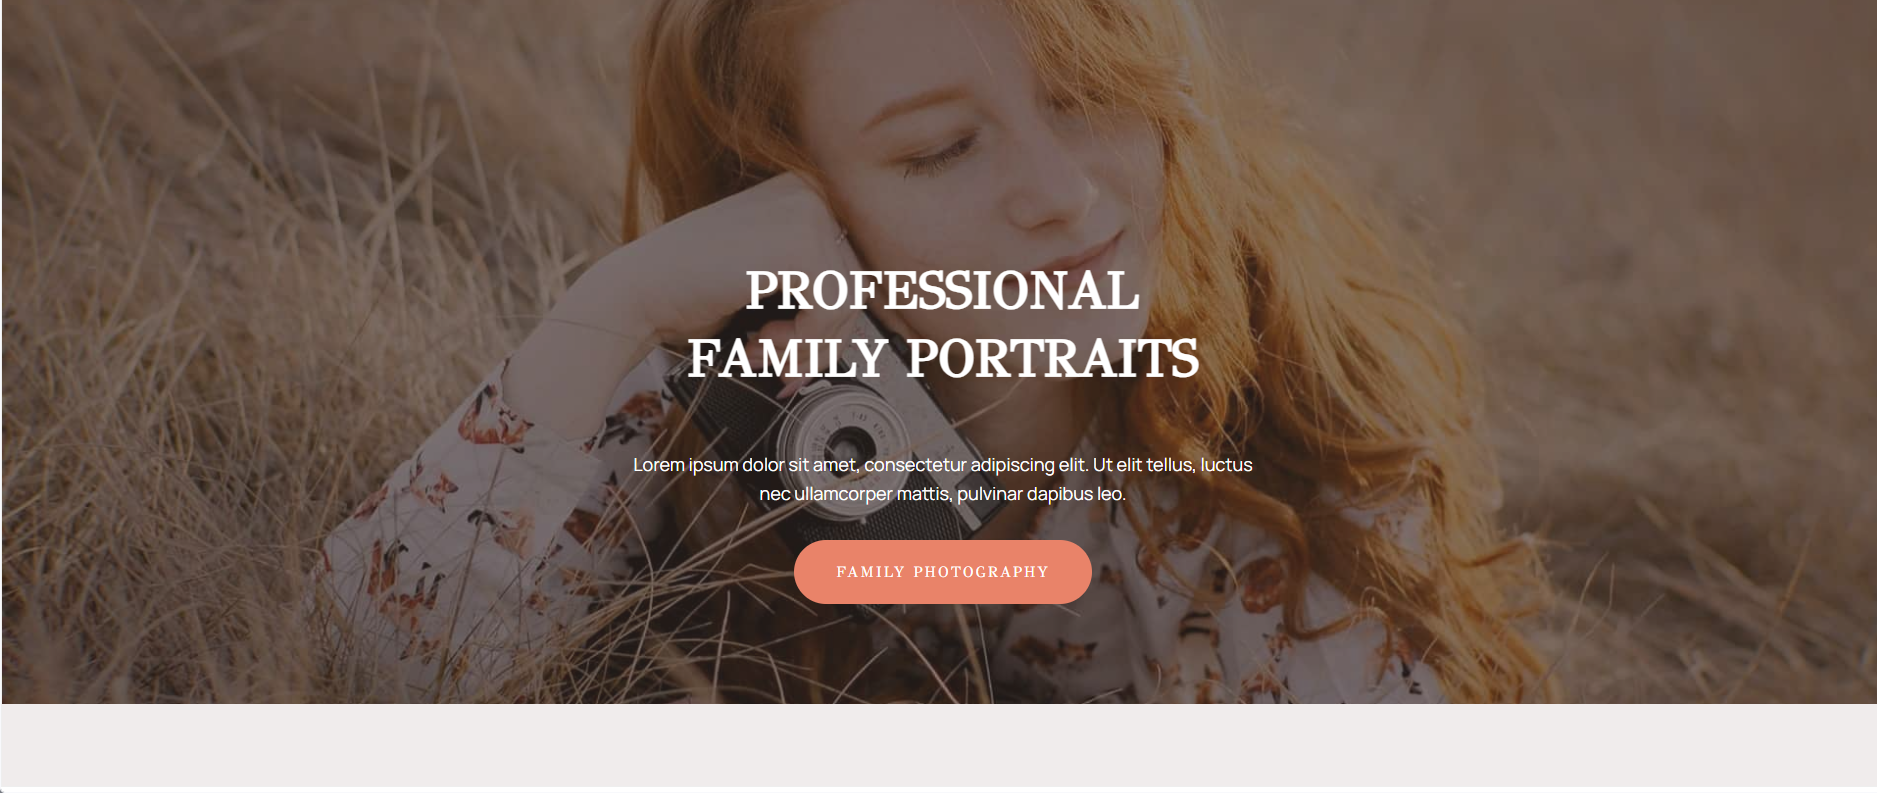 PROFESSIONAL
FAMILY PORTRAITS
Lorem ipsum dolor sit amet, consectetur adipiscing elit. Ut elit tellus, luctus
nec ullamcorper mattis, pulvinar dapibus leo.
FAMILY PHOTOGRAPHY